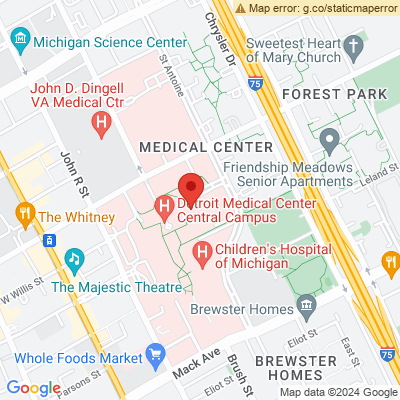 Map error: g.co/staticmaperror
Michigan Science Center
Chrysler Dr
Sweetest Heart
of Mary Church
St Antoine
75
John D. Dingell
VA Medical Ctr
FOREST PARK
MEDICAL CENTER
John R St
Friendship Meadows
Senior Apartments
Leland St
The Whitney
Detroit Medical Center
Central Campus
Children's Hospital
of Michigan
W Willis St
The Majestic Theatre
Brewster Homes
Eliot St
East St
75
Whole Foods Market
Mack Ave
Brush St
BREWSTER
HOMES
Parsons St
Eliot St
Google
Map data ©2024 Google